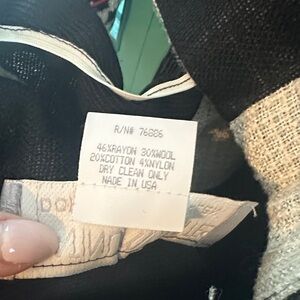 R/N# 76886
46%RAYON 30%WOOL
20%COTTON 4%NYLON
DRY CLEAN ONLY
MADE IN USA